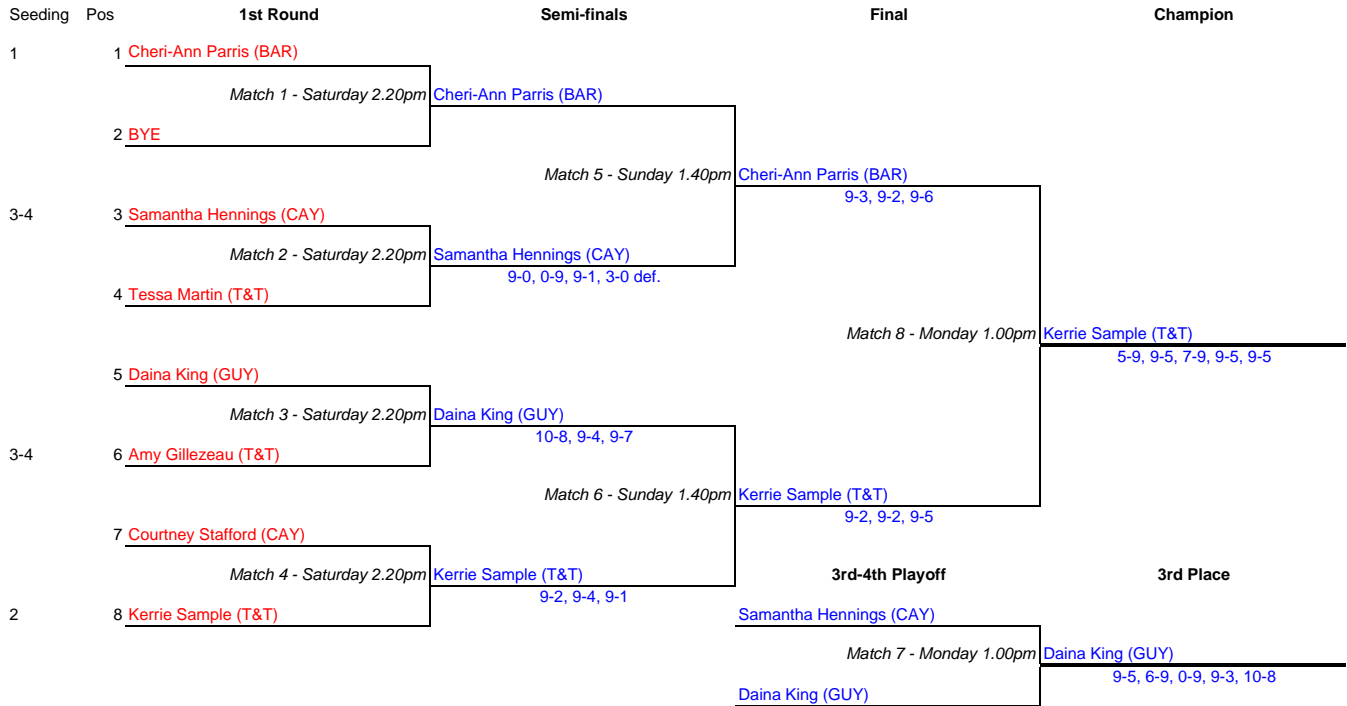 Seeding Pos 1st Round Semi-finals Final Champion
1 1 Cheri-Ann Parris (BAR)
Match 1 - Saturday 2.20pm Cheri-Ann Parris (BAR)
2 BYE
Match 5 - Sunday 1.40pm Cheri-Ann Parris (BAR)
9-3, 9-2, 9-6
3-4 3 Samantha Hennings (CAY)
Match 2 - Saturday 2.20pm Samantha Hennings (CAY)
9-0, 0-9, 9-1, 3-0 def.
4 Tessa Martin (T&T)
Match 8 - Monday 1.00pm Kerrie Sample (T&T)
5-9, 9-5, 7-9, 9-5, 9-5
5 Daina King (GUY)
Match 3 - Saturday 2.20pm Daina King (GUY)
10-8, 9-4, 9-7
3-4 6 Amy Gillezeau (T&T)
Match 6 - Sunday 1.40pm Kerrie Sample (T&T)
9-2, 9-2, 9-5
7 Courtney Stafford (CAY)
Match 4 - Saturday 2.20pm Kerrie Sample (T&T) 3rd-4th Playoff 3rd Place
9-2, 9-4, 9-1
2 8 Kerrie Sample (T&T) Samantha Hennings (CAY)
Match 7 - Monday 1.00pm Daina King (GUY)
9-5, 6-9, 0-9, 9-3, 10-8
Daina King (GUY)